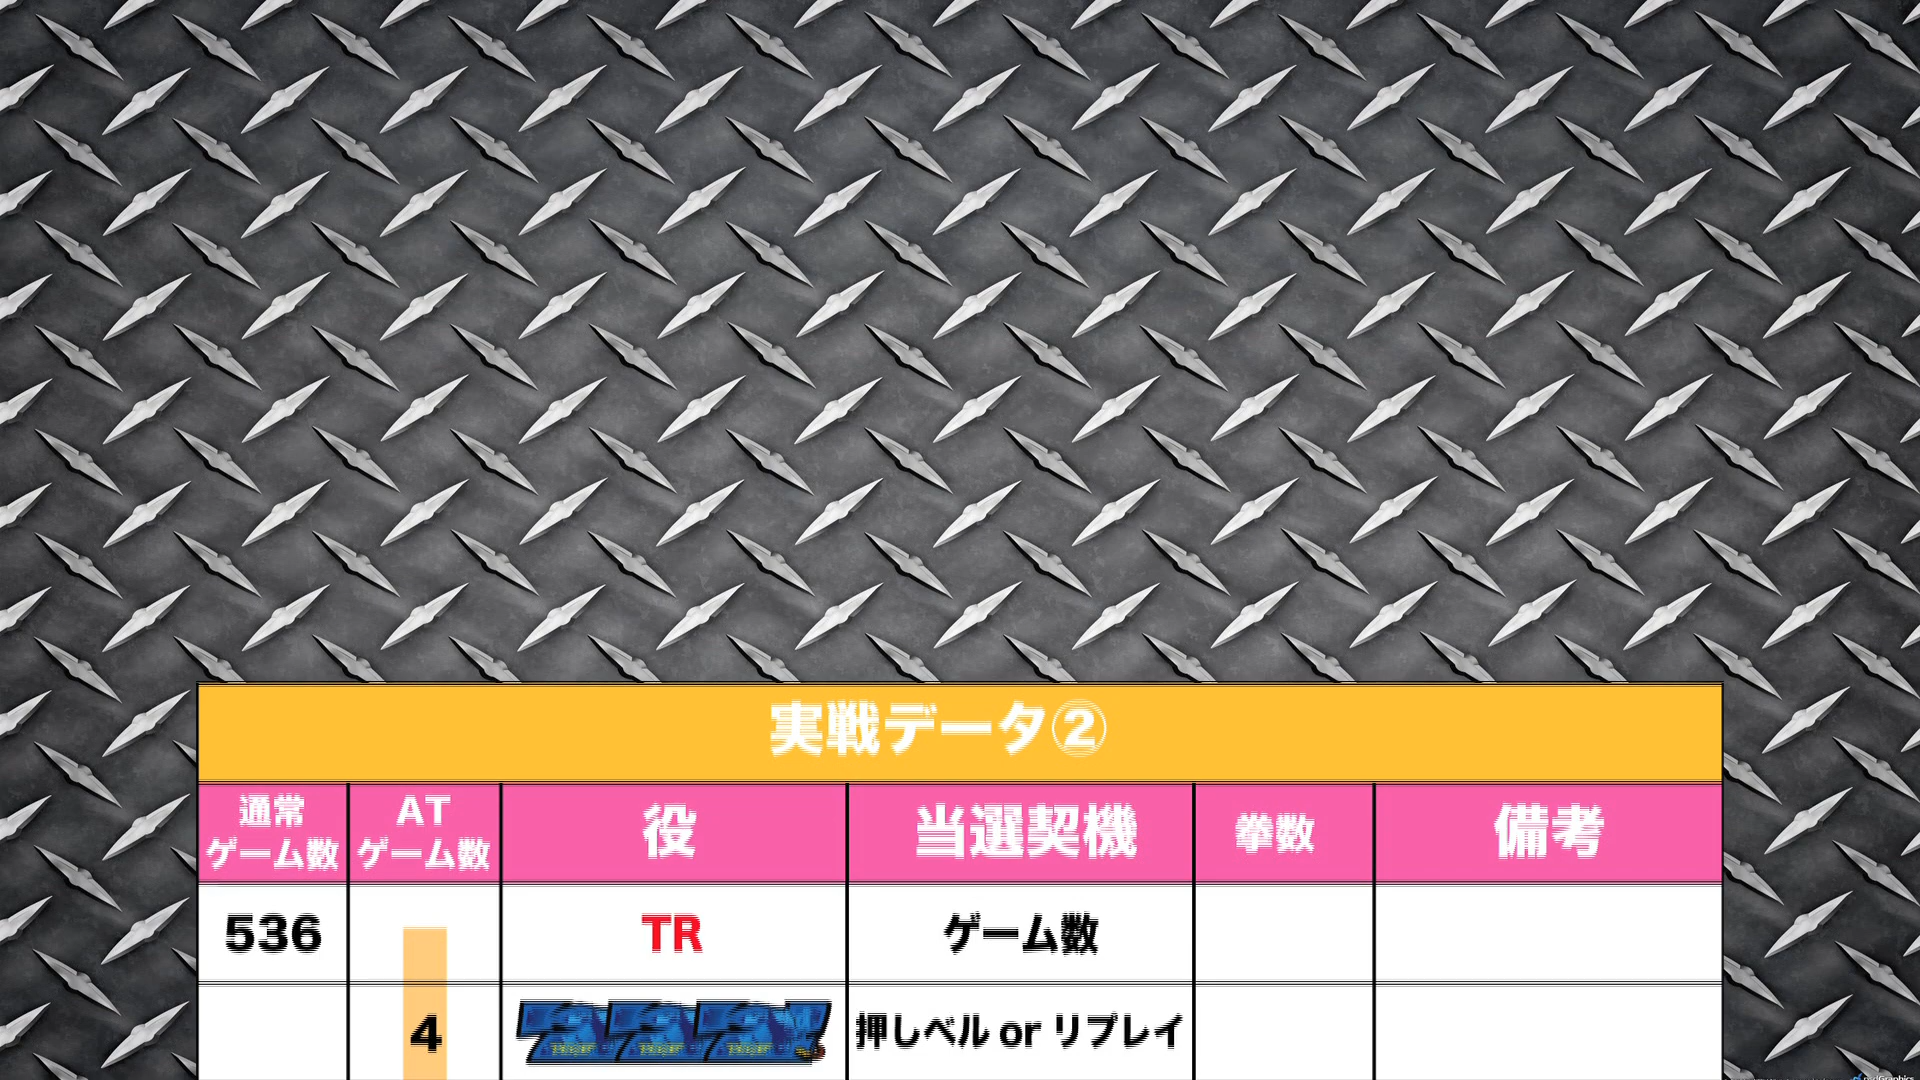 実戦データ②
通常
ゲーム数
AT
ゲーム数
役
当選契機
拳数
備考
536
TR
ゲーム数
4
押しベル or リプレイ